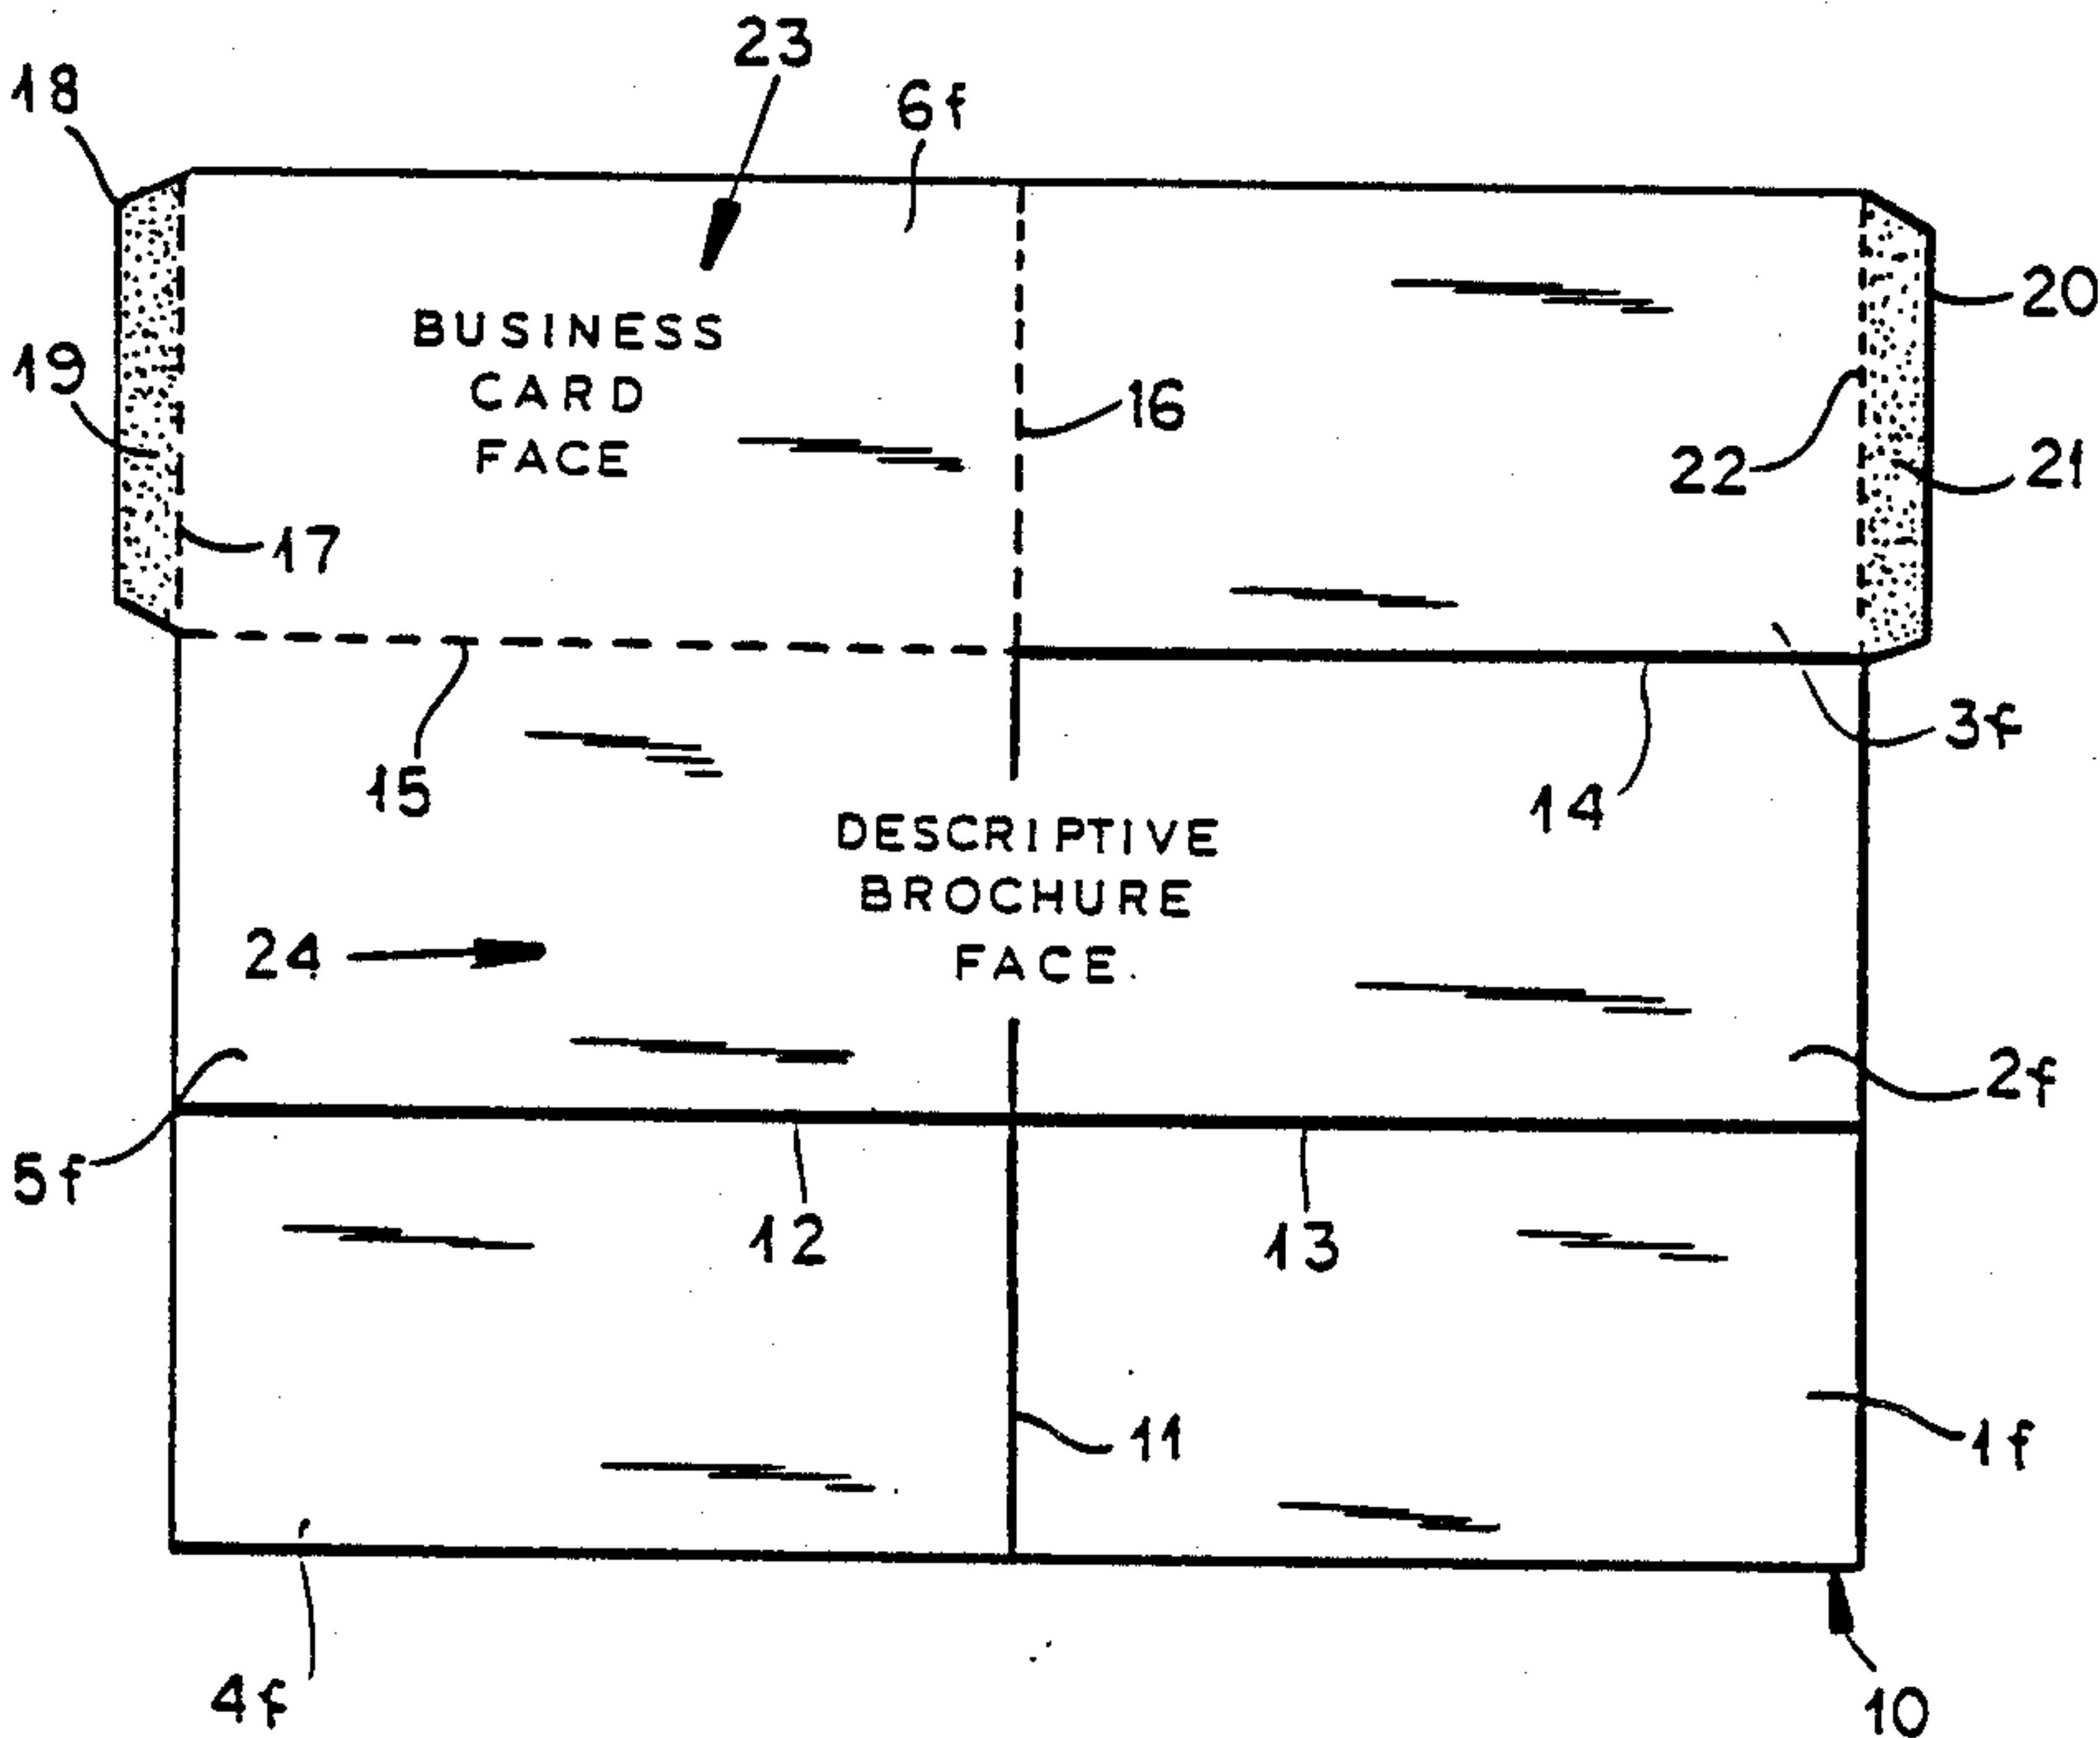 23
18
6f
BUSINESS
CARD
FACE
20
19
16
22
21
17
3f
15
14
DESCRIPTIVE
BROCHURE
FACE.
24
2f
5f
12
13
11
1f
4f
10